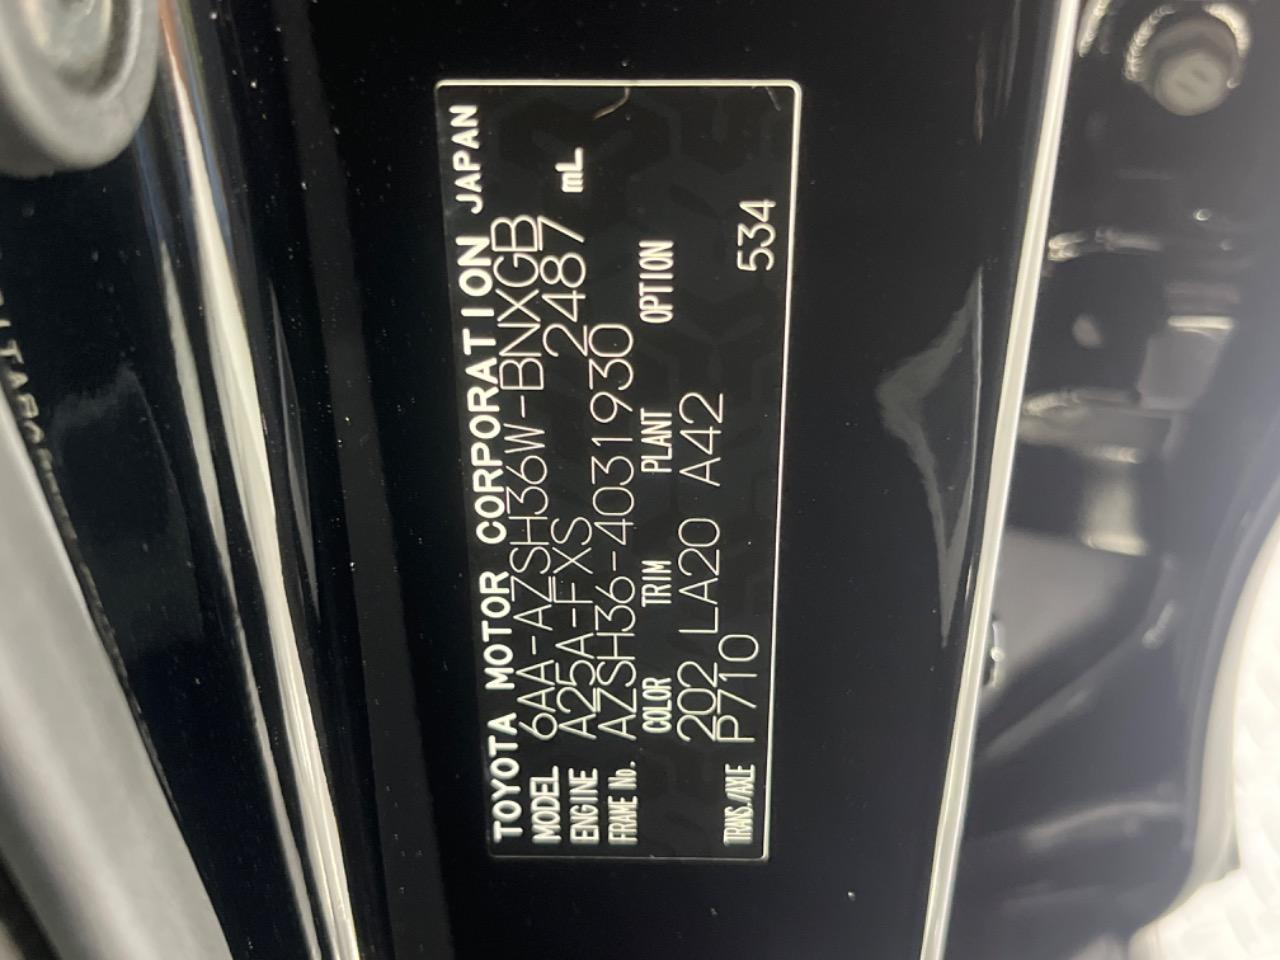 TOYOTA MOTOR CORPORATION JAPAN
MODEL 6AA-AZSH36W-BNXGB
ENGINE A25A-FXS 2487 mL
FRAME No. AZSH36-4031930
COLOR TRIM PLANT OPTION
202 LA20 A42
TRANS./AXLE P710 534